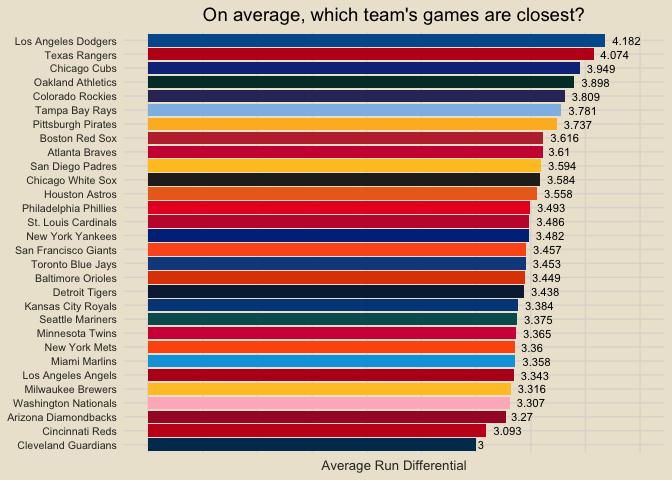 On average, which team's games are closest?
Los Angeles Dodgers 4.182
Texas Rangers 4.074
Chicago Cubs 3.949
Oakland Athletics 3.898
Colorado Rockies 3.809
Tampa Bay Rays 3.781
Pittsburgh Pirates 3.737
Boston Red Sox 3.616
Atlanta Braves 3.61
San Diego Padres 3.594
Chicago White Sox 3.584
Houston Astros 3.558
Philadelphia Phillies 3.493
St. Louis Cardinals 3.486
New York Yankees 3.482
San Francisco Giants 3.457
Toronto Blue Jays 3.453
Baltimore Orioles 3.449
Detroit Tigers 3.438
Kansas City Royals 3.384
Seattle Mariners 3.375
Minnesota Twins 3.365
New York Mets 3.36
Miami Marlins 3.358
Los Angeles Angels 3.343
Milwaukee Brewers 3.316
Washington Nationals 3.307
Arizona Diamondbacks 3.27
Cincinnati Reds 3.093
Cleveland Guardians 3
Average Run Differential